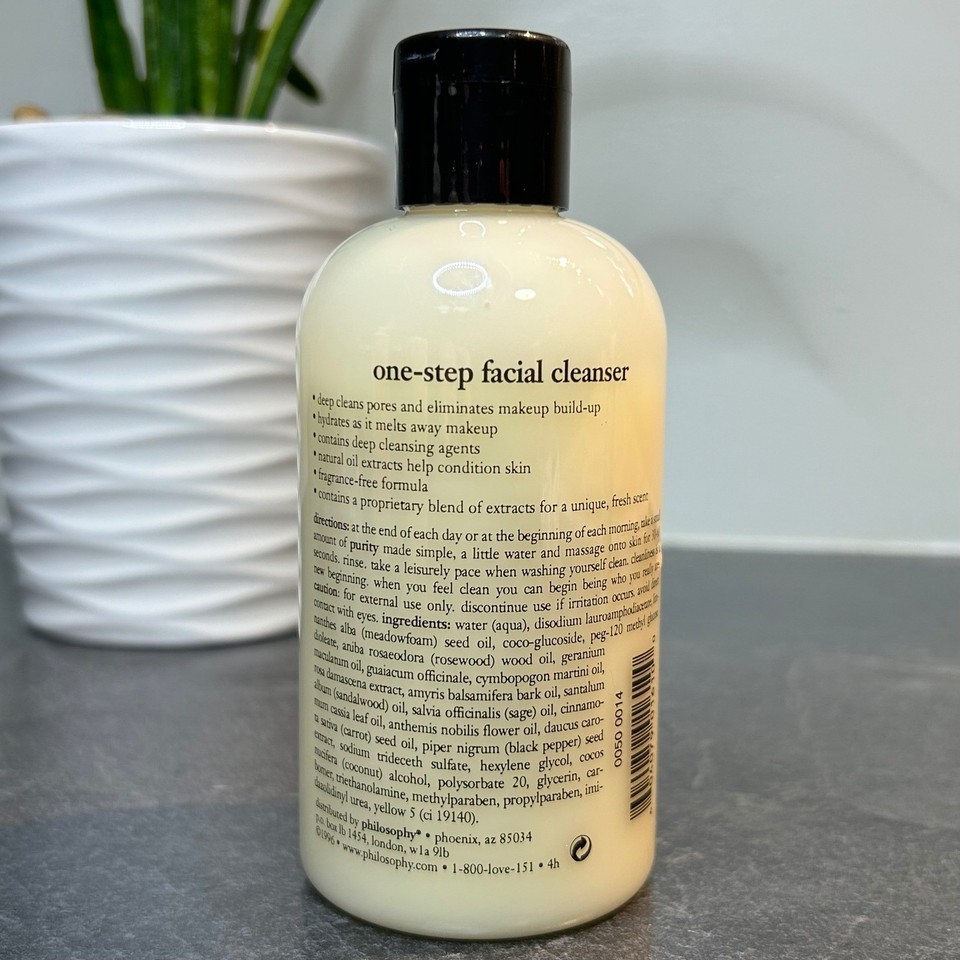 one-step facial cleanser
• deep cleans pores and eliminates makeup build-up
• hydrates as it melts away makeup
• contains deep cleansing agents
• natural oil extracts help condition skin
• fragrance-free formula
• contains a proprietary blend of extracts for a unique, fresh scent
directions: at the end of each day or at the beginning of each morning, take a small
amount of purity made simple, a little water and massage onto skin for
seconds. rinse. take a leisurely pace when washing yourself clean. cleanliness is a
new beginning. when you feel clean you can begin being who you really are.
caution: for external use only. discontinue use if irritation occurs. avoid direct
contact with eyes. ingredients: water (aqua), disodium lauroamphodiacetate, lim-
nanthes alba (meadowfoam) seed oil, coco-glucoside, peg-120 methyl glucose
dioleate, aniba rosaeodora (rosewood) wood oil, geranium
maculatum oil, guaiacum officinale, cymbopogon martini oil,
rosa damascena extract, amyris balsamifera bark oil, santalum
album (sandalwood) oil, salvia officinalis (sage) oil, cinnamo-
mum cassia leaf oil, anthemis nobilis flower oil, daucus caro-
ta sativa (carrot) seed oil, piper nigrum (black pepper) seed
extract, sodium trideceth sulfate, hexylene glycol, cocos
nucifera (coconut) alcohol, polysorbate 20, glycerin, car-
bomer, triethanolamine, methylparaben, propylparaben, imi-
dazolidinyl urea, yellow 5 (ci 19140).
distributed by philosophy® • phoenix, az 85034
p.o. box lb 1454, london, w1a 9lb
©1996 • www.philosophy.com • 1-800-love-151 • 4h
0050 0014